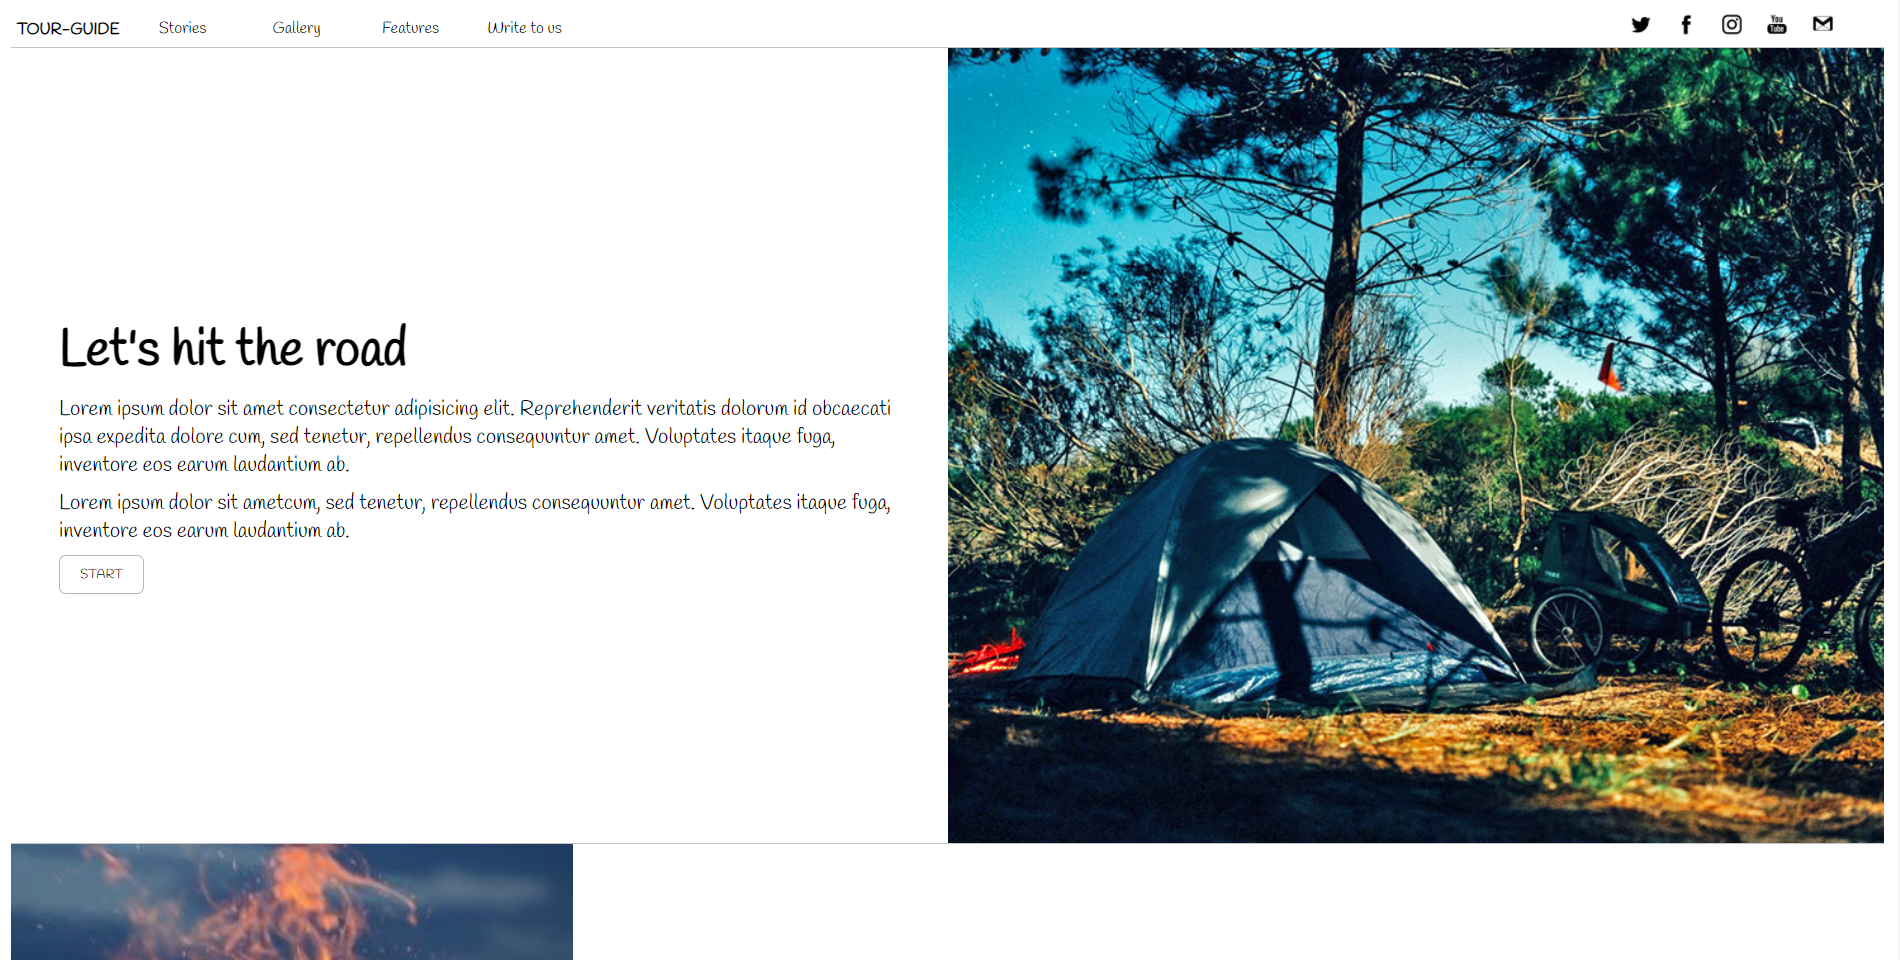 TOUR-GUIDE Stories Gallery Features Write to us
You
Tube
Let's hit the road
Lorem ipsum dolor sit amet consectetur adipisicing elit. Reprehenderit veritatis dolorum id obcaecati
ipsa expedita dolore cum, sed tenetur, repellendus consequuntur amet. Voluptates itaque fuga,
inventore eos earum laudantium ab.
Lorem ipsum dolor sit ametcum, sed tenetur, repellendus consequuntur amet. Voluptates itaque fuga,
inventore eos earum laudantium ab.
START